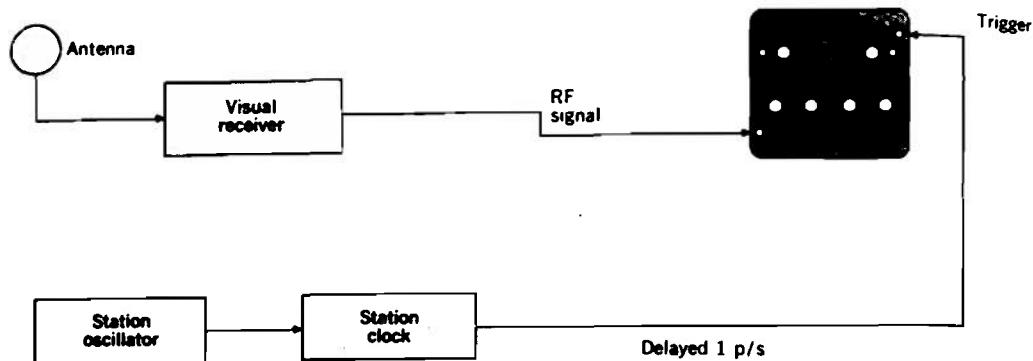 Antenna
Trigger
Visual
receiver
RF
signal
Station
oscillator
Station
clock
Delayed 1 p/s